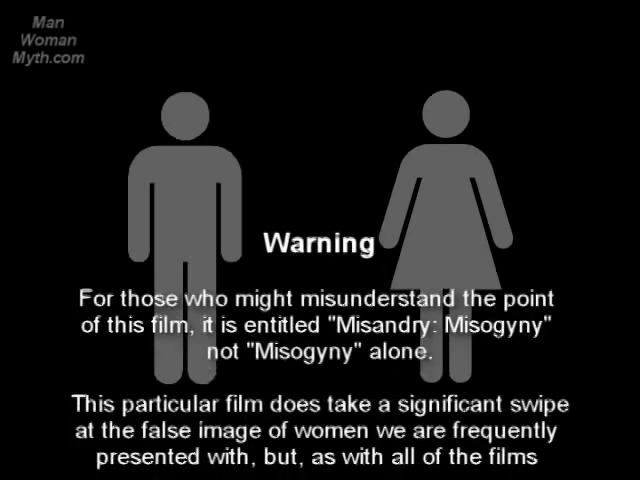 Man
Woman
Myth.com
Warning
For those who might misunderstand the point
of this film, it is entitled "Misandry: Misogyny"
not "Misogyny" alone.
This particular film does take a significant swipe
at the false image of women we are frequently
presented with, but, as with all of the films